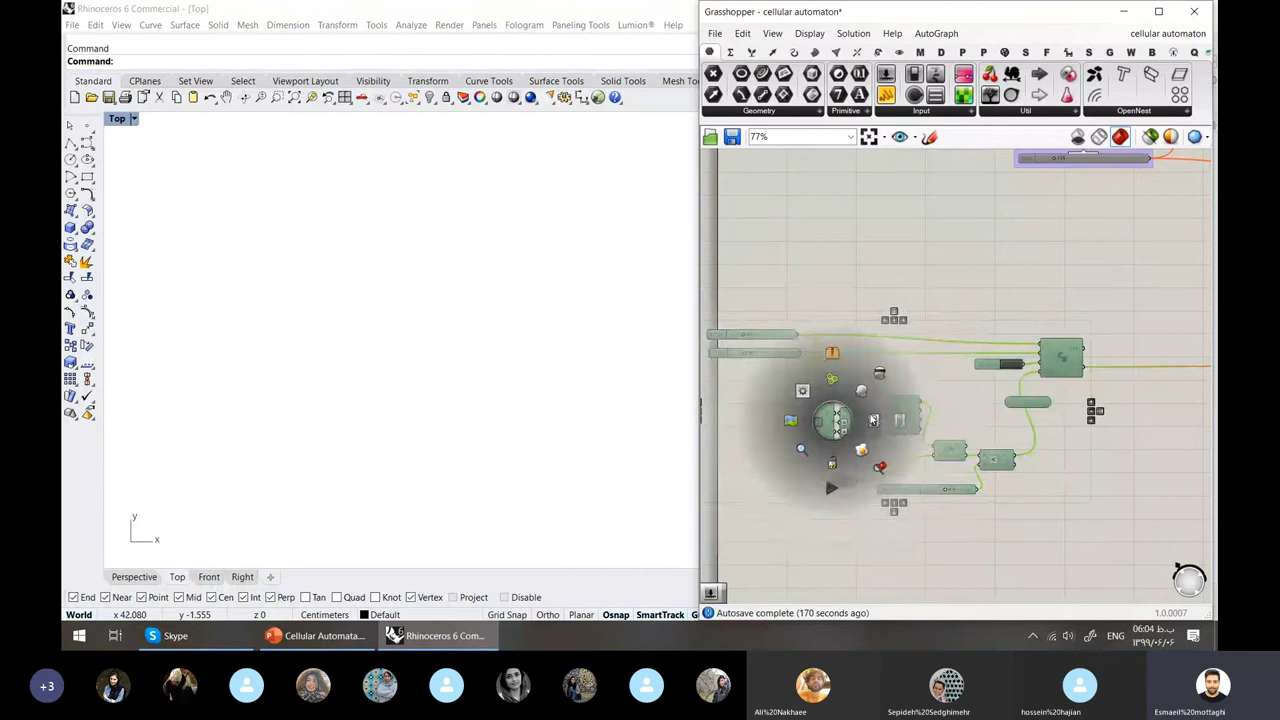 Rhinoceros 6 Commercial - [Top]
File Edit View Curve Surface Solid Mesh Dimension Transform Tools Analyze Render Panels Fologram Paneling Tools Lumion® Help
Command
Command:
Standard CPlanes Set View Select Viewport Layout Visibility Transform Curve Tools Surface Tools Solid Tools Mesh To
Top
y
x
Perspective Top Front Right
End Near Point Mid Cen Int Perp Tan Quad Knot Vertex Project Disable
World x 42.080 y -1.555 z 0 Centimeters Default Grid Snap Ortho Planar Osnap SmartTrack G
Grasshopper - cellular automaton*
File Edit View Display Solution Help AutoGraph cellular automaton
M D P P S F S G W B
Geometry Primitive Input Util OpenNest
77%
Autosave complete (170 seconds ago) 1.0.0007
Skype Cellular Automata... Rhinoceros 6 Com... ENG
06:04 ب.ظ
۱۳۹۹/۰۶/۰۶
+3
Ali%20Nakhaee Sepideh%20Sedghimehr hossein%20hajian Esmaeil%20mottaghi